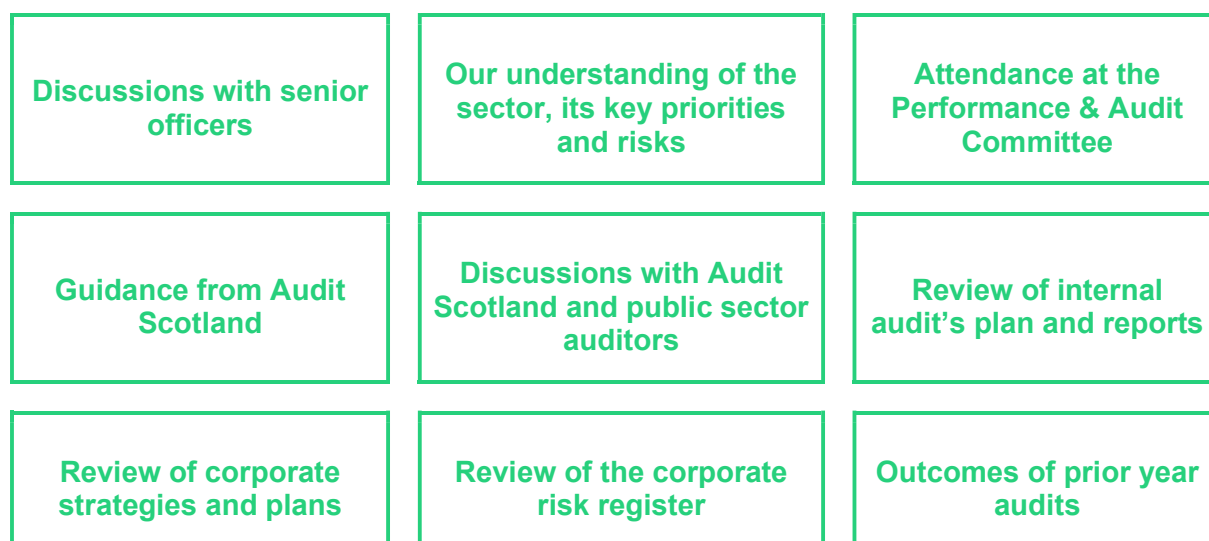 Discussions with senior
officers
Our understanding of the
sector, its key priorities
and risks
Attendance at the
Performance & Audit
Committee
Guidance from Audit
Scotland
Discussions with Audit
Scotland and public sector
auditors
Review of internal
audit’s plan and reports
Review of corporate
strategies and plans
Review of the corporate
risk register
Outcomes of prior year
audits